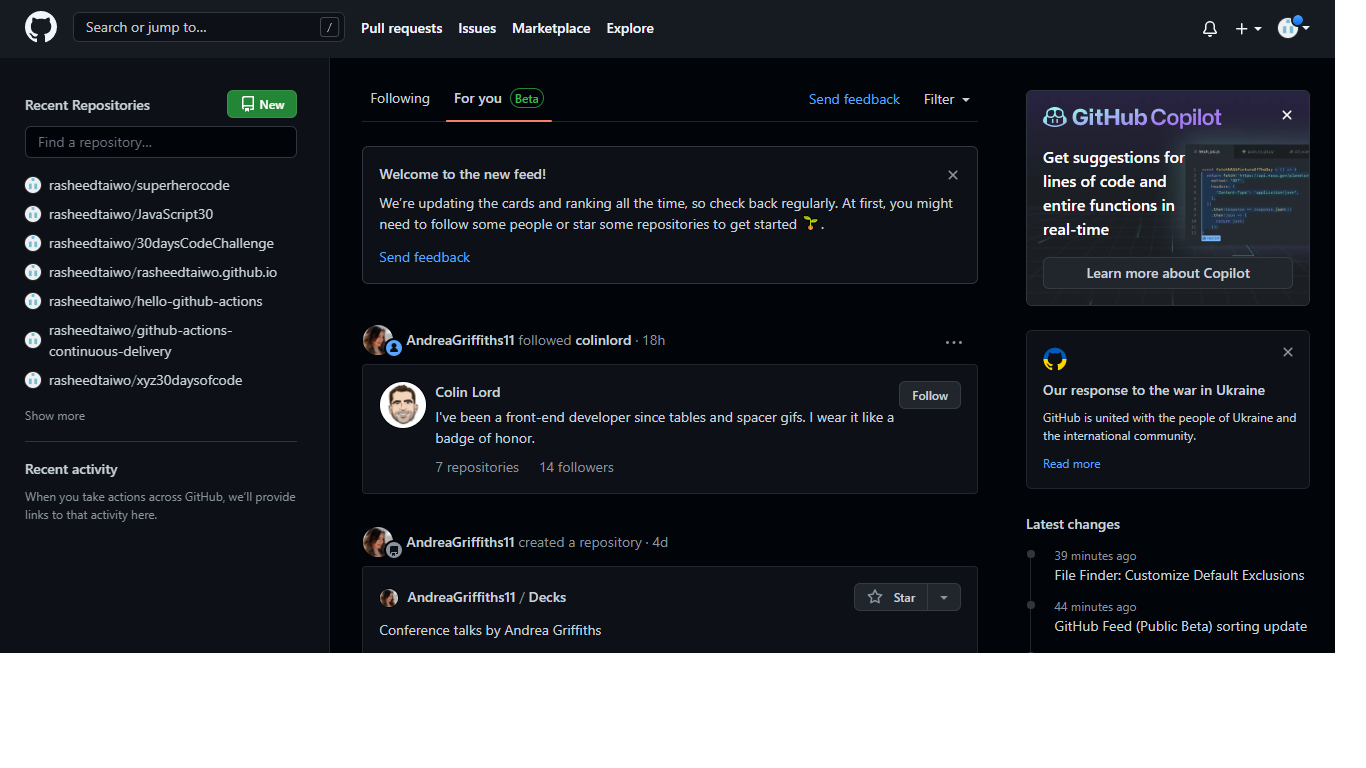 Search or jump to...
/
Pull requests
Issues
Marketplace
Explore
Recent Repositories
New
Find a repository...
rasheedtaiwo/superherocode
rasheedtaiwo/JavaScript30
rasheedtaiwo/30daysCodeChallenge
rasheedtaiwo/rasheedtaiwo.github.io
rasheedtaiwo/hello-github-actions
rasheedtaiwo/github-actions-
continuous-delivery
rasheedtaiwo/xyz30daysofcode
Show more
Recent activity
When you take actions across GitHub, we'll provide
links to that activity here.
Following
For you Beta
Send feedback
Filter
Welcome to the new feed!
We're updating the cards and ranking all the time, so check back regularly. At first, you might
need to follow some people or star some repositories to get started 🌱 .
Send feedback
AndreaGriffiths11 followed colinlord · 18h
Colin Lord
Follow
I've been a front-end developer since tables and spacer gifs. I wear it like a
badge of honor.
7 repositories 14 followers
AndreaGriffiths11 created a repository · 4d
AndreaGriffiths11 / Decks
Star
Conference talks by Andrea Griffiths
GitHub Copilot
Get suggestions for
lines of code and
entire functions in
real-time
Learn more about Copilot
Our response to the war in Ukraine
GitHub is united with the people of Ukraine and
the international community.
Read more
Latest changes
39 minutes ago
File Finder: Customize Default Exclusions
44 minutes ago
GitHub Feed (Public Beta) sorting update